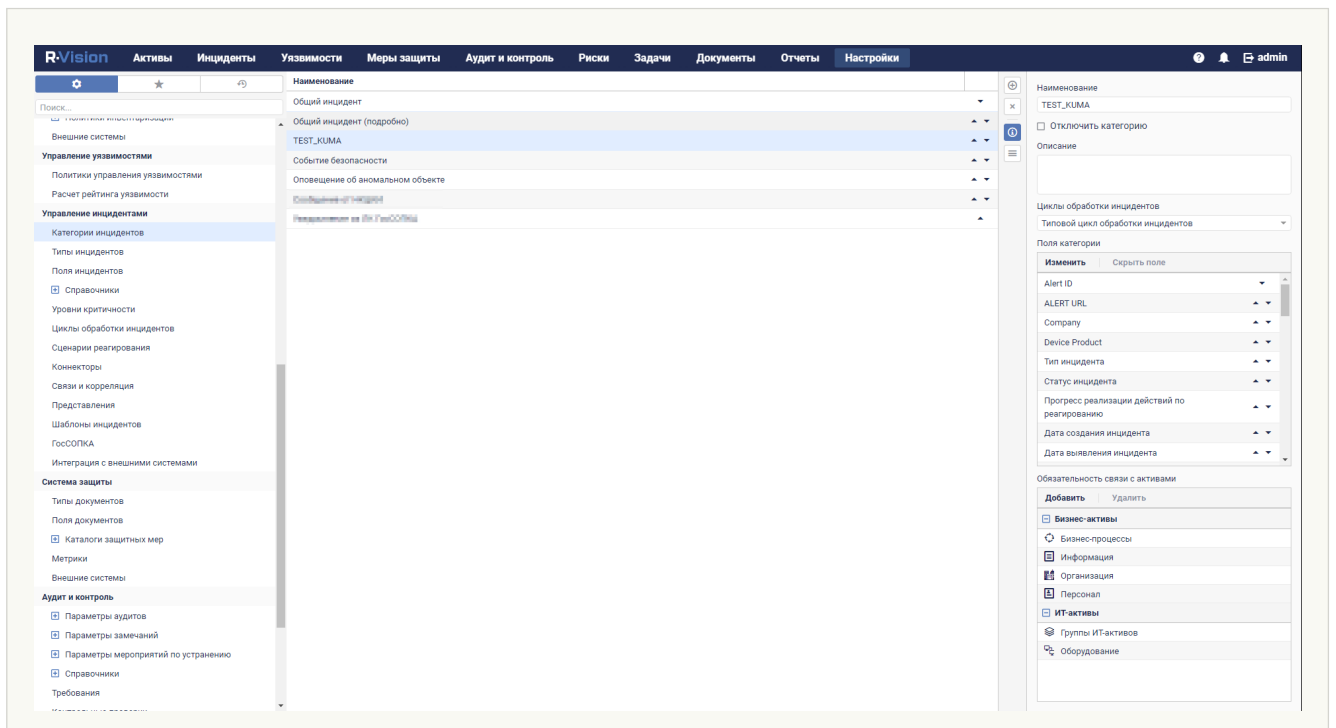 R·Vision Активы Инциденты Уязвимости Меры защиты Аудит и контроль Риски Задачи Документы Отчеты Настройки admin
Поиск...
Внешние системы
Управление уязвимостями
Политики управления уязвимостями
Расчет рейтинга уязвимости
Управление инцидентами
Категории инцидентов
Типы инцидентов
Поля инцидентов
Справочники
Уровни критичности
Циклы обработки инцидентов
Сценарии реагирования
Коннекторы
Связи и корреляция
Представления
Шаблоны инцидентов
ГосСОПКА
Интеграция с внешними системами
Система защиты
Типы документов
Поля документов
Каталоги защитных мер
Метрики
Внешние системы
Аудит и контроль
Параметры аудитов
Параметры замечаний
Параметры мероприятий по устранению
Справочники
Требования
Наименование
Общий инцидент
Общий инцидент (подробно)
TEST_KUMA
Событие безопасности
Оповещение об аномальном объекте
Наименование
TEST_KUMA
Отключить категорию
Описание
Циклы обработки инцидентов
Типовой цикл обработки инцидентов
Поля категории
Изменить Скрыть поле
Alert ID
ALERT URL
Company
Device Product
Тип инцидента
Статус инцидента
Прогресс реализации действий по
реагированию
Дата создания инцидента
Дата выявления инцидента
Обязательность связи с активами
Добавить Удалить
Бизнес-активы
Бизнес-процессы
Информация
Организация
Персонал
ИТ-активы
Группы ИТ-активов
Оборудование